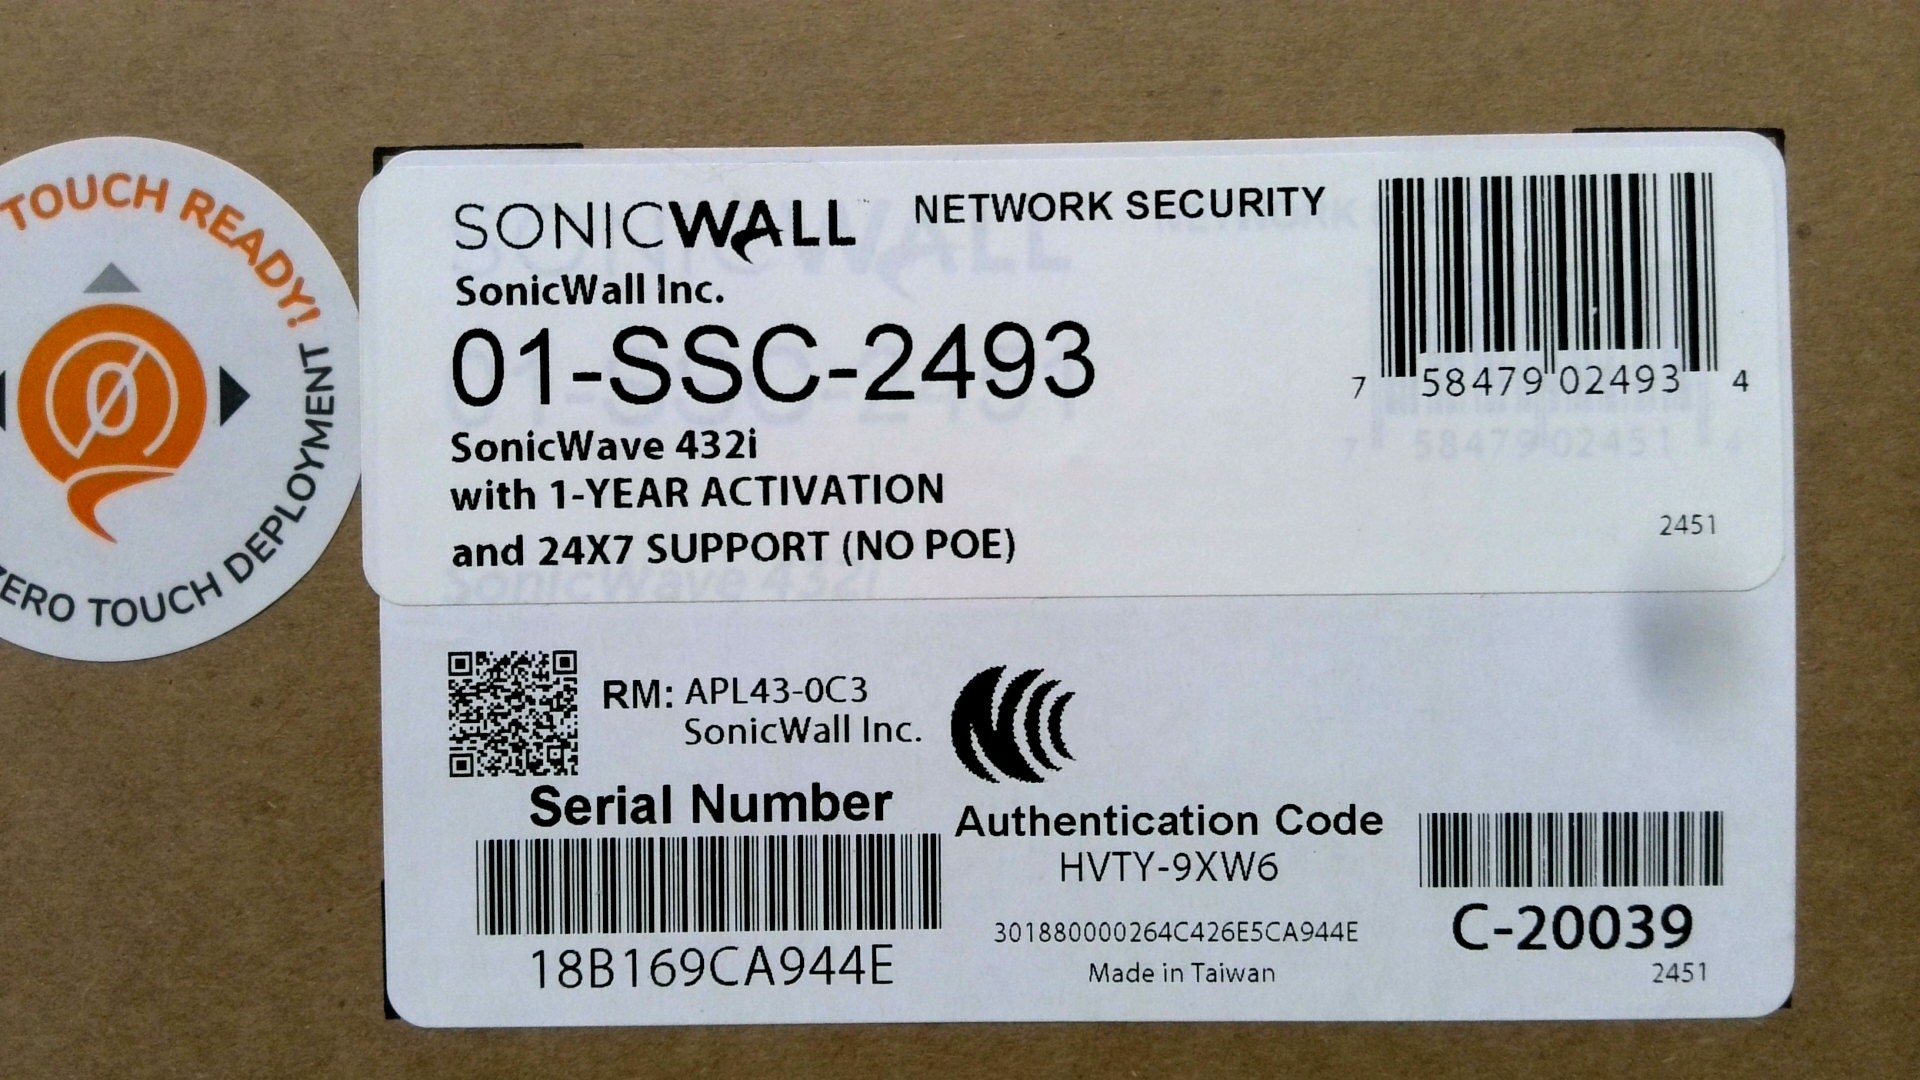 TOUCH READY!
ZERO TOUCH DEPLOYMENT
SONICWALL™ NETWORK SECURITY
SonicWall Inc.
01-SSC-2493
SonicWave 432i
with 1-YEAR ACTIVATION
and 24X7 SUPPORT (NO POE)
7 58479 02493 4
2451
RM: APL43-0C3
SonicWall Inc.
Serial Number
18B169CA944E
Authentication Code
HVTY-9XW6
301880000264C426E5CA944E
Made in Taiwan
C-20039
2451